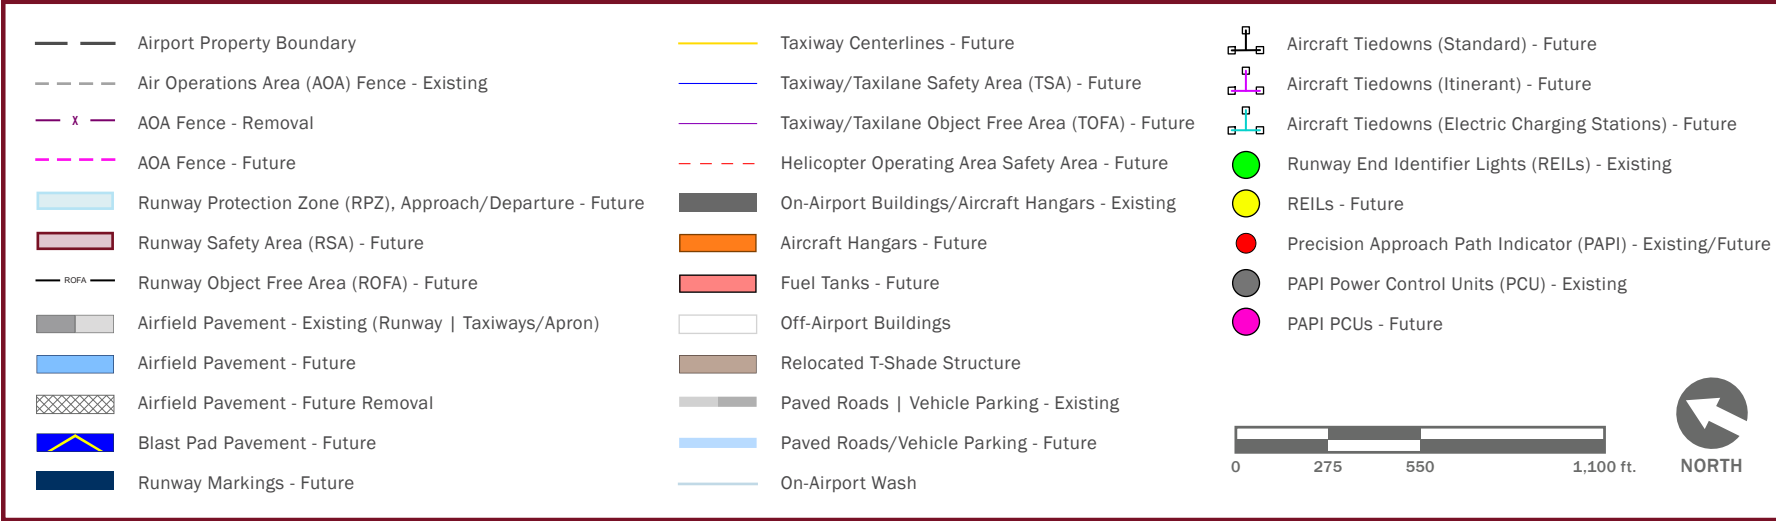 Airport Property Boundary
Air Operations Area (AOA) Fence - Existing
X
AOA Fence - Removal
AOA Fence - Future
Runway Protection Zone (RPZ), Approach/Departure - Future
Runway Safety Area (RSA) - Future
ROFA
Runway Object Free Area (ROFA) - Future
Airfield Pavement - Existing (Runway | Taxiways/Apron)
Airfield Pavement - Future
Airfield Pavement - Future Removal
Blast Pad Pavement - Future
Runway Markings - Future
Taxiway Centerlines - Future
Taxiway/Taxilane Safety Area (TSA) - Future
Taxiway/Taxilane Object Free Area (TOFA) - Future
Helicopter Operating Area Safety Area - Future
On-Airport Buildings/Aircraft Hangars - Existing
Aircraft Hangars - Future
Fuel Tanks - Future
Off-Airport Buildings
Relocated T-Shade Structure
Paved Roads | Vehicle Parking - Existing
Paved Roads/Vehicle Parking - Future
On-Airport Wash
Aircraft Tiedowns (Standard) - Future
Aircraft Tiedowns (Itinerant) - Future
Aircraft Tiedowns (Electric Charging Stations) - Future
Runway End Identifier Lights (REILs) - Existing
REILs - Future
Precision Approach Path Indicator (PAPI) - Existing/Future
PAPI Power Control Units (PCU) - Existing
PAPI PCUs - Future
0 275 550 1,100 ft.
NORTH